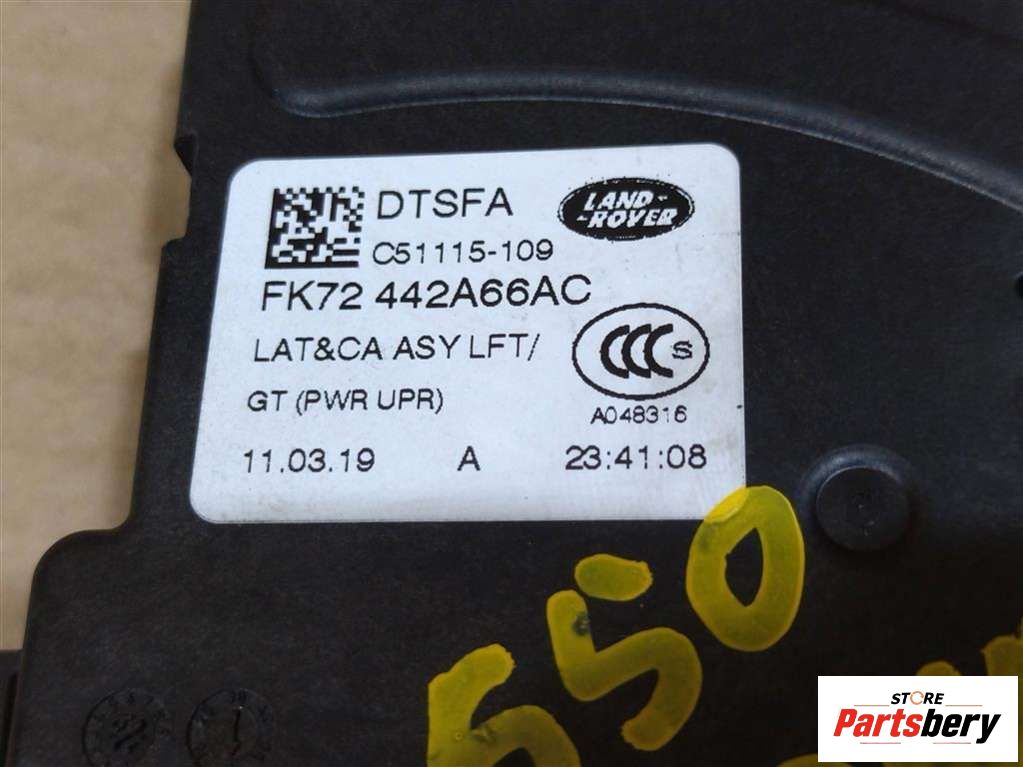 DTSFA
LAND-
-ROVER
C51115-109
FK72 442A66AC
LAT&CA ASY LFT/
GT (PWR UPR)
CCC S
A048316
11.03.19 A 23:41:08
550
STORE
Partsbery